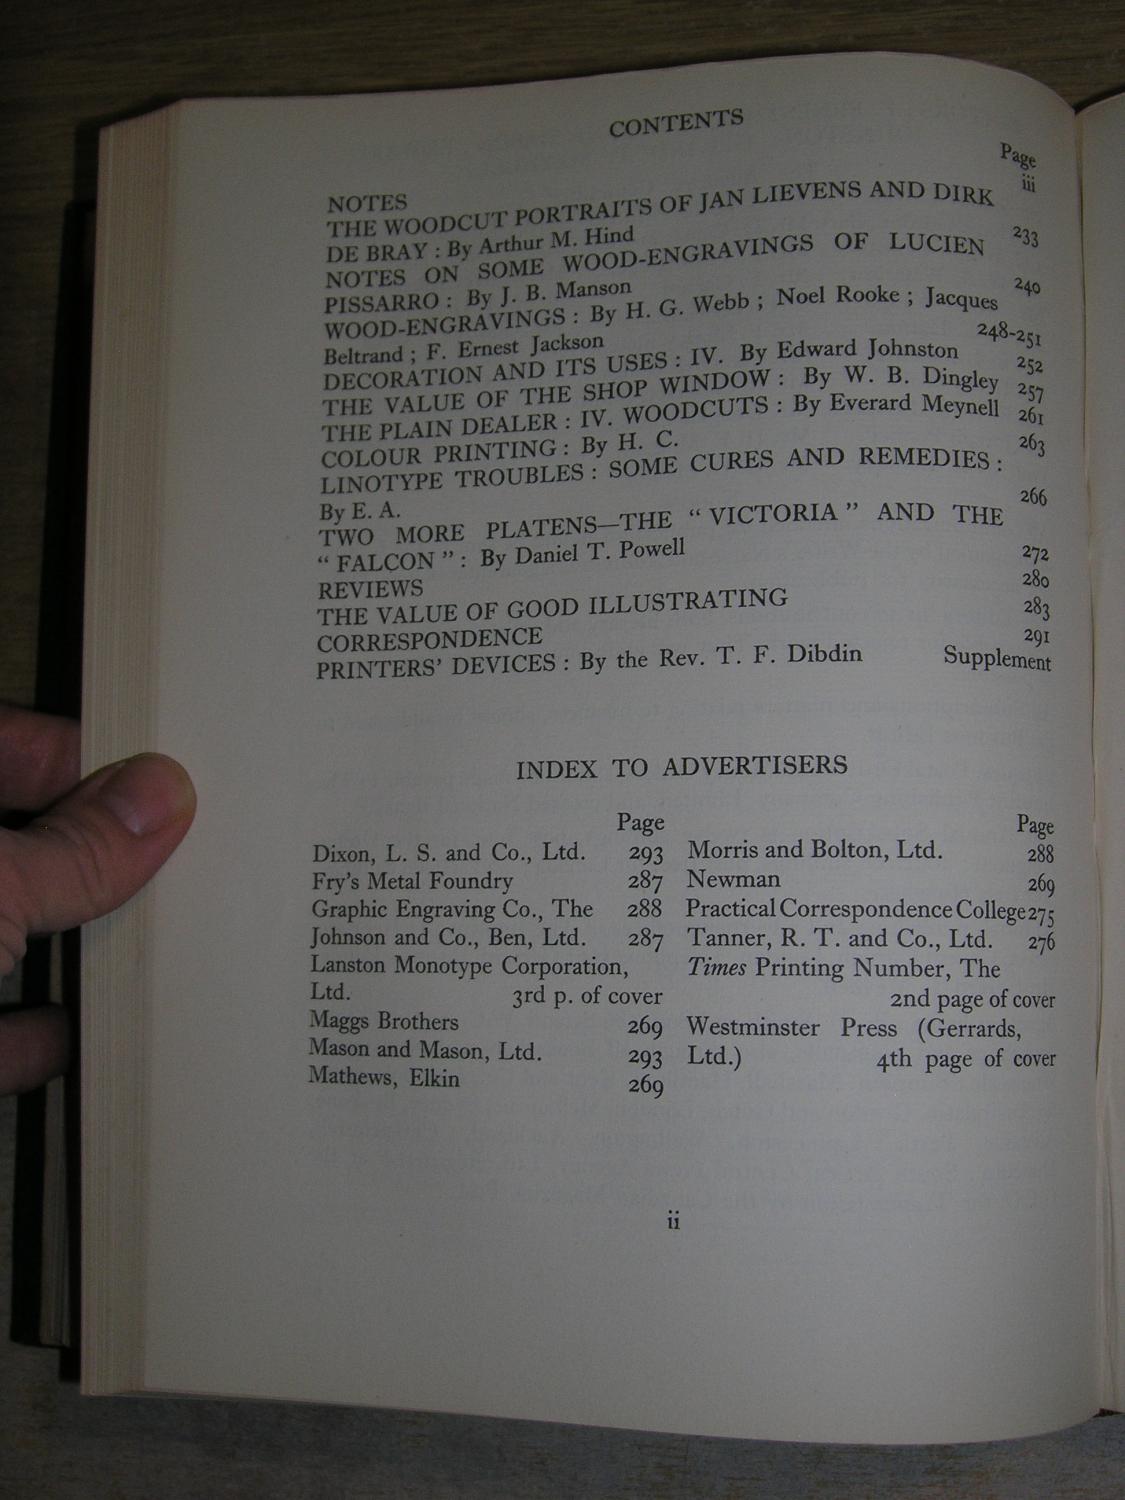 CONTENTS
Page
NOTES iii
THE WOODCUT PORTRAITS OF JAN LIEVENS AND DIRK
DE BRAY : By Arthur M. Hind 233
NOTES ON SOME WOOD-ENGRAVINGS OF LUCIEN
PISSARRO : By J. B. Manson 240
WOOD-ENGRAVINGS : By H. G. Webb ; Noel Rooke ; Jacques
Beltrand ; F. Ernest Jackson 248-251
DECORATION AND ITS USES : IV. By Edward Johnston 252
THE VALUE OF THE SHOP WINDOW : By W. B. Dingley 257
THE PLAIN DEALER : IV. WOODCUTS : By Everard Meynell 261
COLOUR PRINTING : By H. C. 263
LINOTYPE TROUBLES : SOME CURES AND REMEDIES :
By E. A. 266
TWO MORE PLATENS—THE “ VICTORIA ” AND THE
“ FALCON ” : By Daniel T. Powell 272
REVIEWS 280
THE VALUE OF GOOD ILLUSTRATING 283
CORRESPONDENCE 291
PRINTERS’ DEVICES : By the Rev. T. F. Dibdin Supplement
INDEX TO ADVERTISERS
Page
Dixon, L. S. and Co., Ltd. 293
Fry’s Metal Foundry 287
Graphic Engraving Co., The 288
Johnson and Co., Ben, Ltd. 287
Lanston Monotype Corporation,
Ltd. 3rd p. of cover
Maggs Brothers 269
Mason and Mason, Ltd. 293
Mathews, Elkin 269
Page
Morris and Bolton, Ltd. 288
Newman 269
Practical Correspondence College 275
Tanner, R. T. and Co., Ltd. 276
Times Printing Number, The
2nd page of cover
Westminster Press (Gerrards,
Ltd.) 4th page of cover
ii